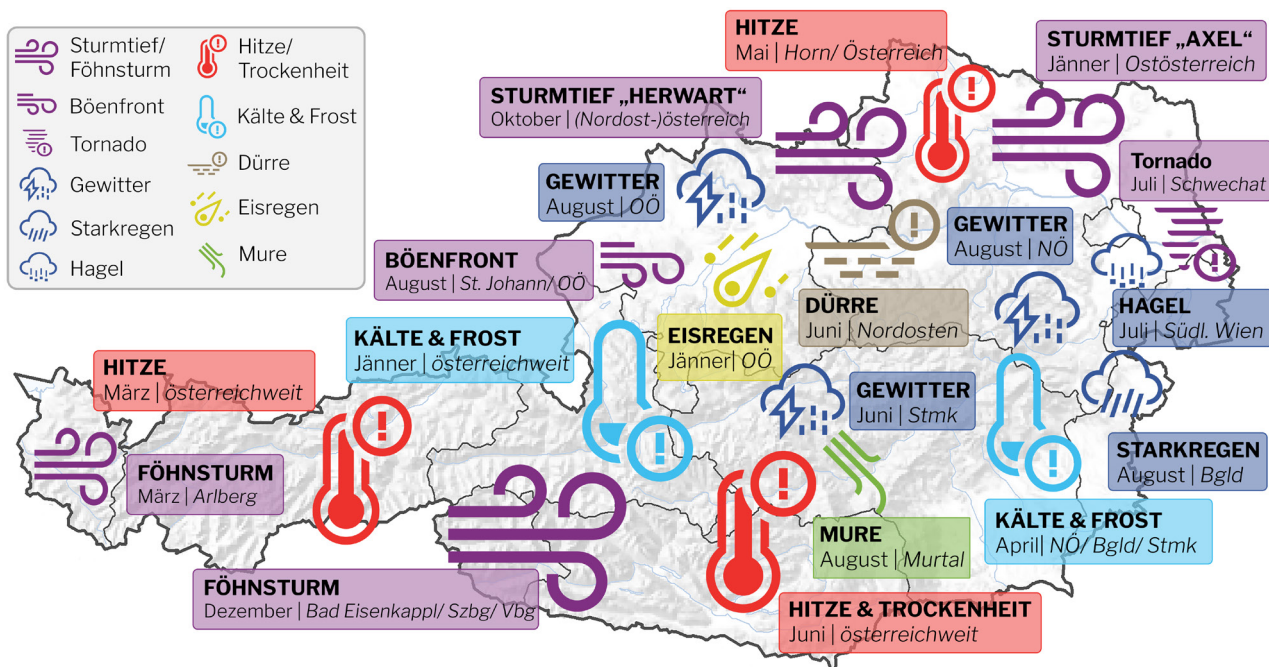 Sturmtief/
Föhnsturm
Böenfront
Tornado
Gewitter
Starkregen
Hagel
Hitze/
Trockenheit
Kälte & Frost
Dürre
Eisregen
Mure
HITZE
Mai | Horn/ Österreich
STURMTIEF „AXEL“
Jänner | Ostösterreich
STURMTIEF „HERWART“
Oktober | (Nordost-)österreich
Tornado
Juli | Schwechat
GEWITTER
August | OÖ
GEWITTER
August | NÖ
BÖENFRONT
August | St. Johann/ OÖ
DÜRRE
Juni | Nordosten
HAGEL
Juli | Südl. Wien
EISREGEN
Jänner| OÖ
KÄLTE & FROST
Jänner | österreichweit
HITZE
März | österreichweit
GEWITTER
Juni | Stmk
STARKREGEN
August | Bgld
FÖHNSTURM
März | Arlberg
KÄLTE & FROST
April| NÖ/ Bgld/ Stmk
MURE
August | Murtal
FÖHNSTURM
Dezember | Bad Eisenkappl/ Szbg/ Vbg
HITZE & TROCKENHEIT
Juni | österreichweit